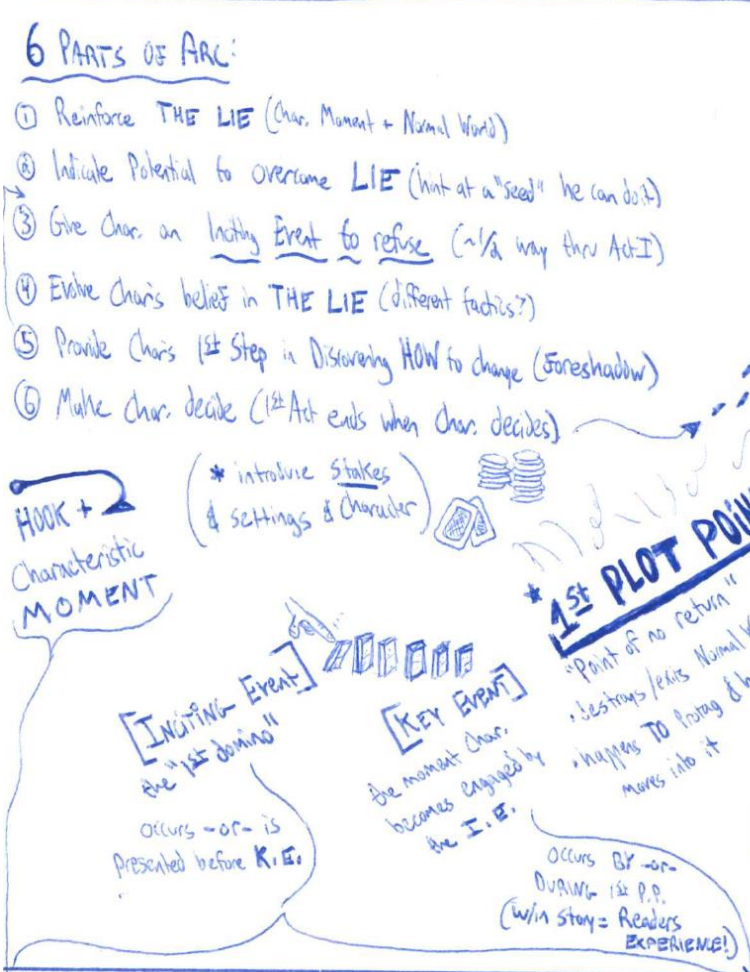 6 PARTS OF ARC:
① Reinforce THE LIE (Char. Moment + Normal World)
② Indicate Potential to overcome LIE (hint at a "seed" he can do it)
③ Give Char. an Inciting Event to refuse (~1/2 way thru Act I)
④ Evolve Char's belief in THE LIE (different tactics?)
⑤ Provide Char's 1st Step in Discovering HOW to change (foreshadow)
⑥ Make Char. decide (1st Act ends when Char. decides)
(* introduce Stakes
& settings & Character)
HOOK +
Characteristic
MOMENT
* 1st PLOT POIN
"Point of no return"
• destroys/exits Normal W
• happens TO Protag & h
moves into it
[INCITING Event]
the "1st domino"
occurs -or- is
presented before K.E.
[KEY EVENT]
the moment Char.
becomes engaged by
the I.E.
OCCURS BY -or-
DURING 1st P.P.
(w/in story = Readers
EXPERIENCE!)